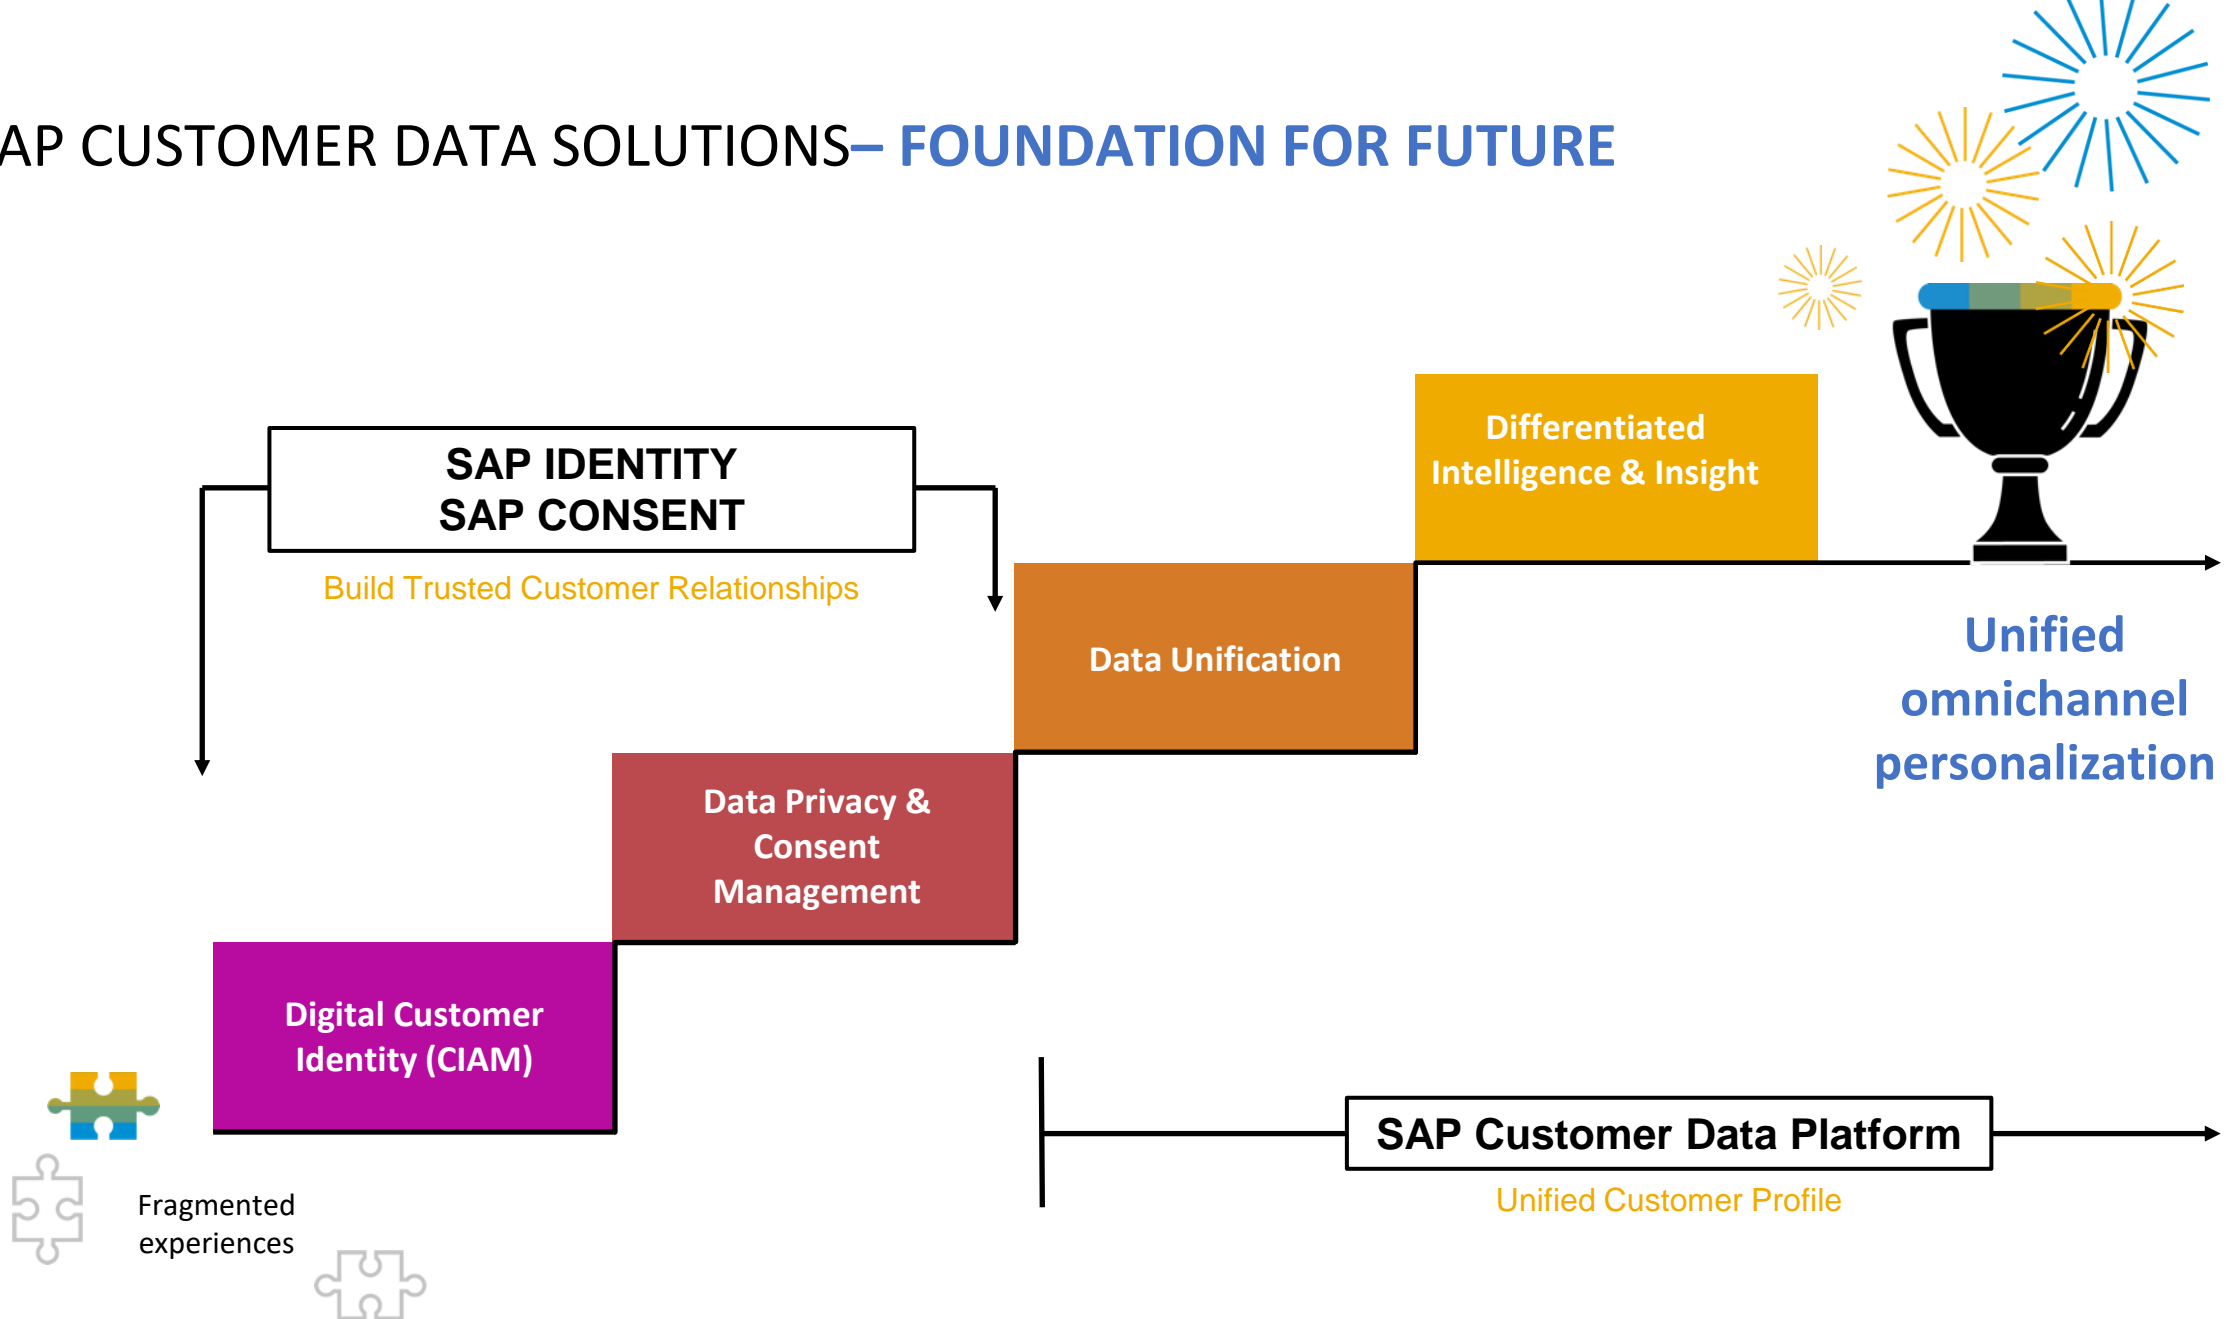 AP CUSTOMER DATA SOLUTIONS– FOUNDATION FOR FUTURE
Differentiated
Intelligence & Insight
SAP IDENTITY
SAP CONSENT
Build Trusted Customer Relationships
Data Unification
Unified
omnichannel
personalization
Data Privacy &
Consent
Management
Digital Customer
Identity (CIAM)
SAP Customer Data Platform
Unified Customer Profile
Fragmented
experiences